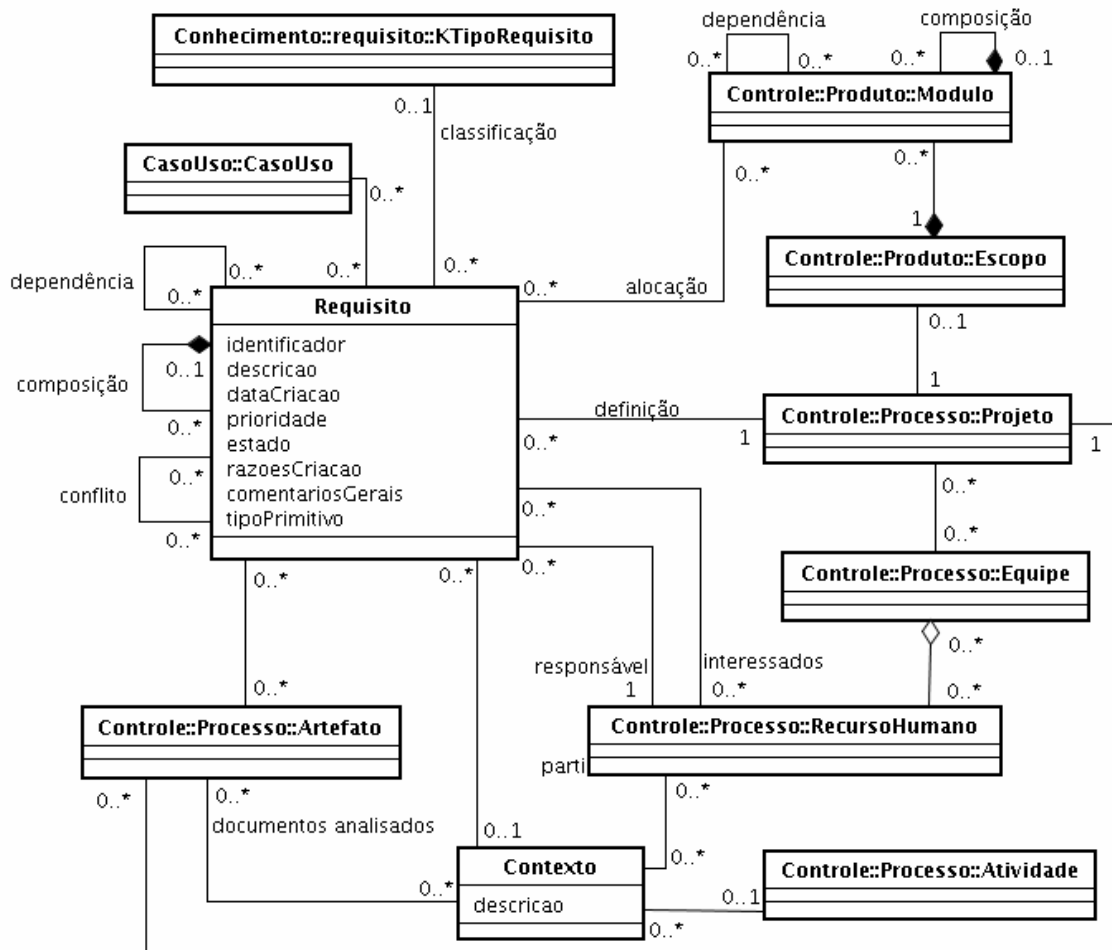 dependência
composição
Conhecimento::requisito::KTipoRequisito
0..*
0..*
0..*
0..1
Controle::Produto::Modulo
0..1
classificação
CasoUso::CasoUso
0..*
0..*
0..*
1
Controle::Produto::Escopo
dependência
0..*
0..*
0..*
0..*
0..*
alocação
Requisito
0..1
identificador
descricao
dataCriacao
prioridade
estado
razoesCriacao
comentariosGerais
tipoPrimitivo
0..1
composição
0..*
1
definição
Controle::Processo::Projeto
0..*
1
1
0..*
conflito
0..*
0..*
0..*
0..*
0..*
0..*
0..*
Controle::Processo::Equipe
0..*
responsável
interessados
0..*
1
0..*
0..*
Controle::Processo::Artefato
Controle::Processo::RecursoHumano
parti
0..*
0..*
0..*
documentos analisados
0..1
Contexto
0..*
Controle::Processo::Atividade
descricao
0..*
0..1
0..*